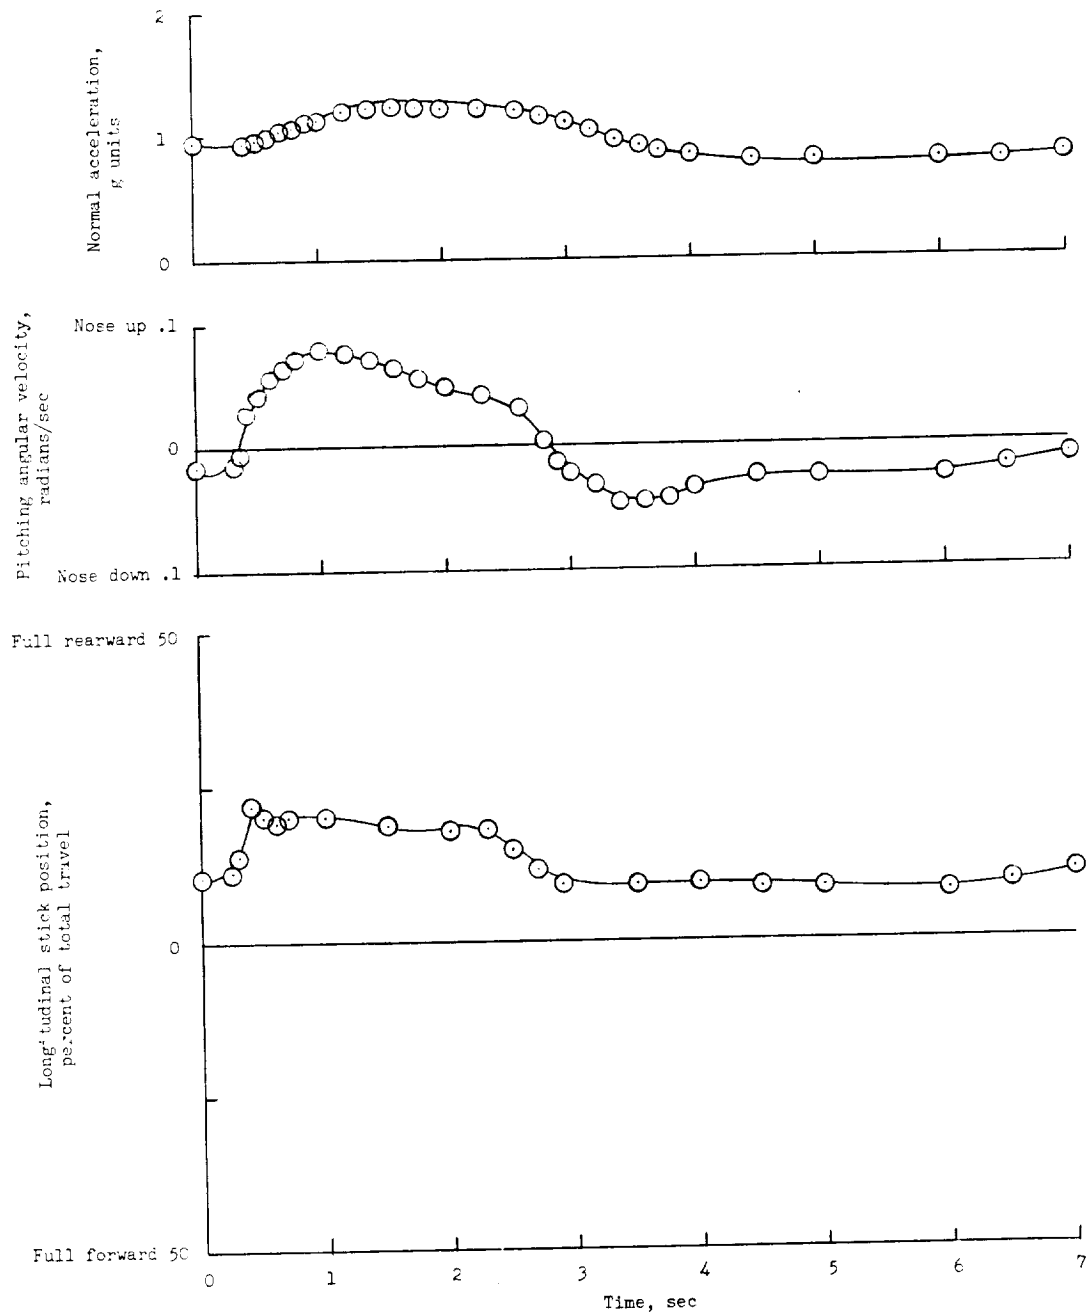 2
1
0
Normal acceleration,
g units
Nose up .1
0
Nose down .1
Pitching angular velocity,
radians/sec
Full rearward 50
0
Full forward 50
Longitudinal stick position,
percent of total travel
0 1 2 3 4 5 6 7
Time, sec